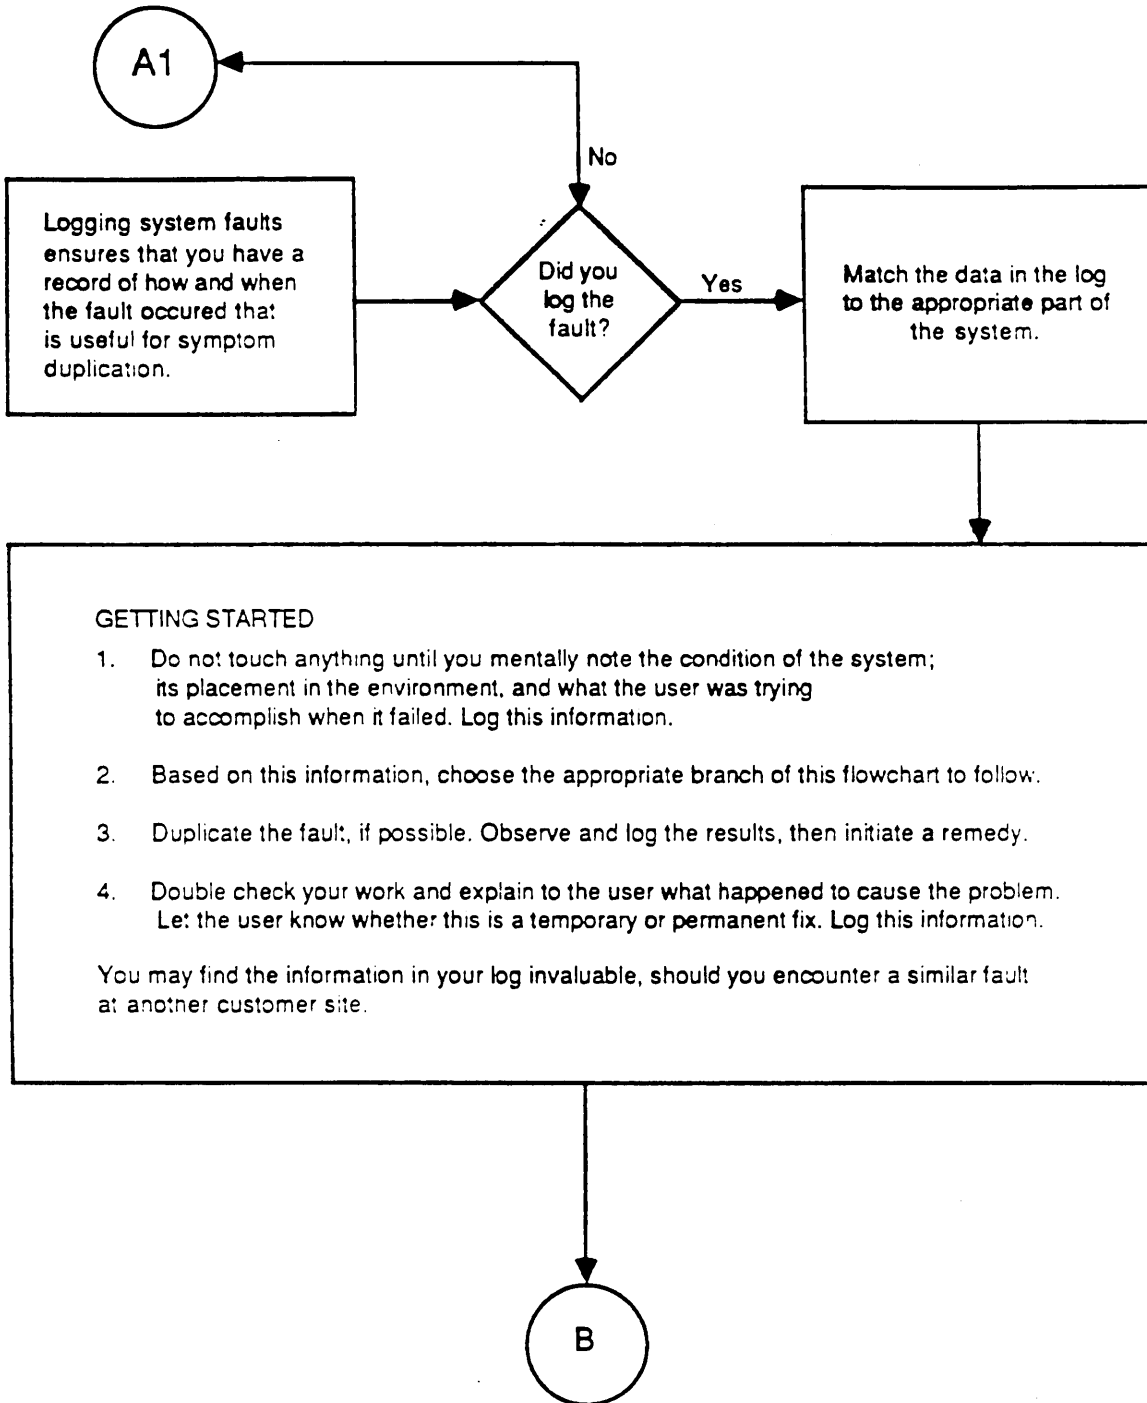 A1
No
Logging system faults
ensures that you have a
record of how and when
the fault occured that
is useful for symptom
duplication.
Did you
log the
fault?
Yes
Match the data in the log
to the appropriate part of
the system.
GETTING STARTED
1. Do not touch anything until you mentally note the condition of the system;
its placement in the environment, and what the user was trying
to accomplish when it failed. Log this information.
2. Based on this information, choose the appropriate branch of this flowchart to follow.
3. Duplicate the fault, if possible. Observe and log the results, then initiate a remedy.
4. Double check your work and explain to the user what happened to cause the problem.
Let the user know whether this is a temporary or permanent fix. Log this information.
You may find the information in your log invaluable, should you encounter a similar fault
at another customer site.
B